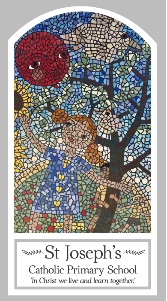 St Joseph's
Catholic Primary School
'In Christ we live and learn together.'